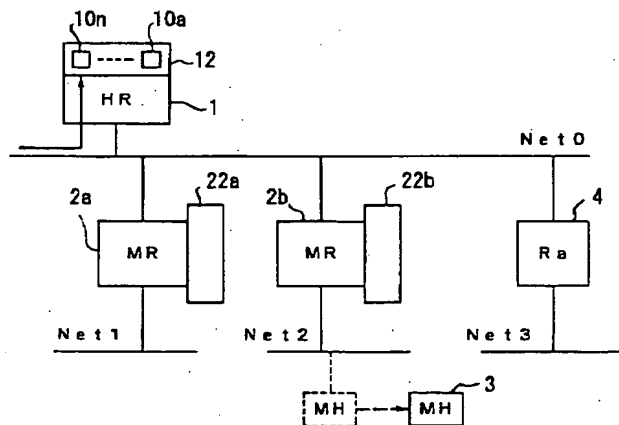 10n 10a
12
HR
1
Net0
2a 22a 2b 22b 4
MR MR Ra
Net1 Net2 Net3
3
MH MH